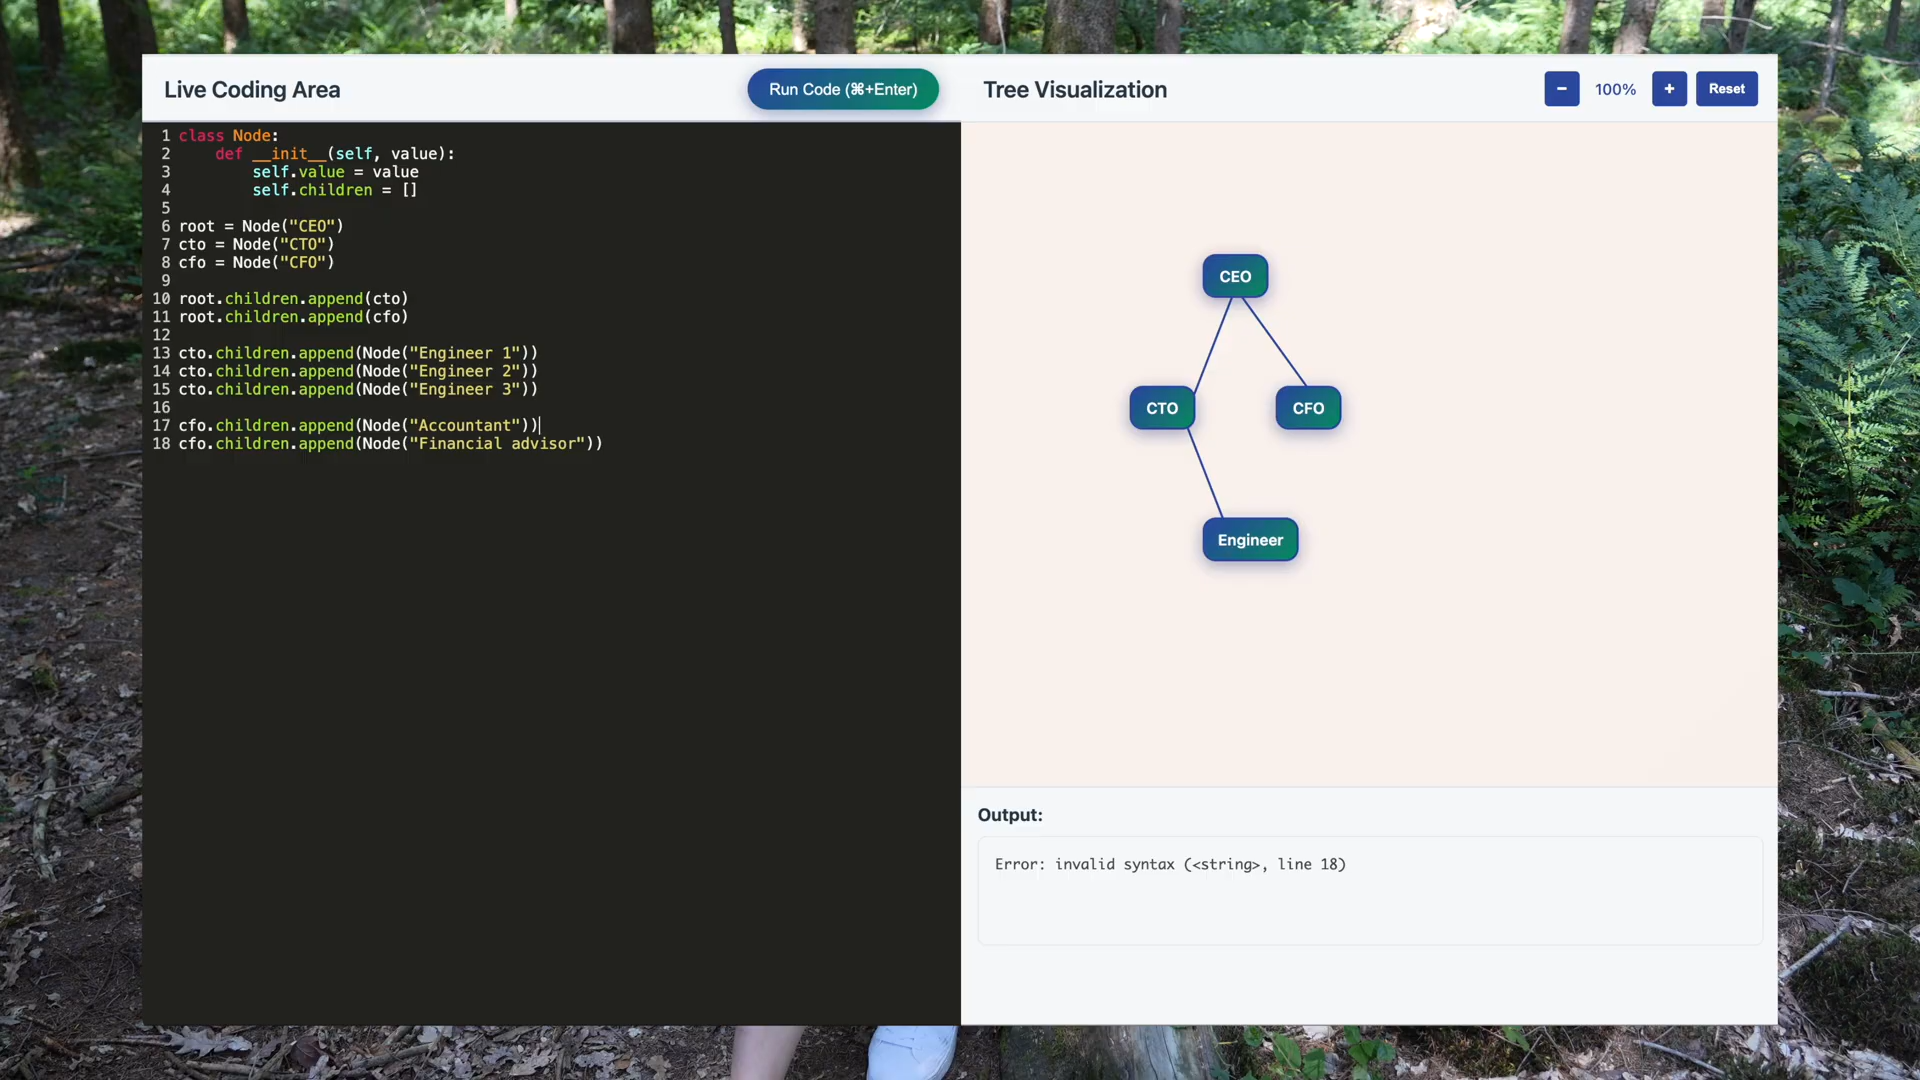 Live Coding Area
Run Code (⌘+Enter)
1 class Node:
2     def __init__(self, value):
3         self.value = value
4         self.children = []
5
6 root = Node("CEO")
7 cto = Node("CTO")
8 cfo = Node("CFO")
9
10 root.children.append(cto)
11 root.children.append(cfo)
12
13 cto.children.append(Node("Engineer 1"))
14 cto.children.append(Node("Engineer 2"))
15 cto.children.append(Node("Engineer 3"))
16
17 cfo.children.append(Node("Accountant"))
18 cfo.children.append(Node("Financial advisor"))
Tree Visualization
−
100%
+
Reset
CEO
CTO
CFO
Engineer
Output:
Error: invalid syntax (<string>, line 18)